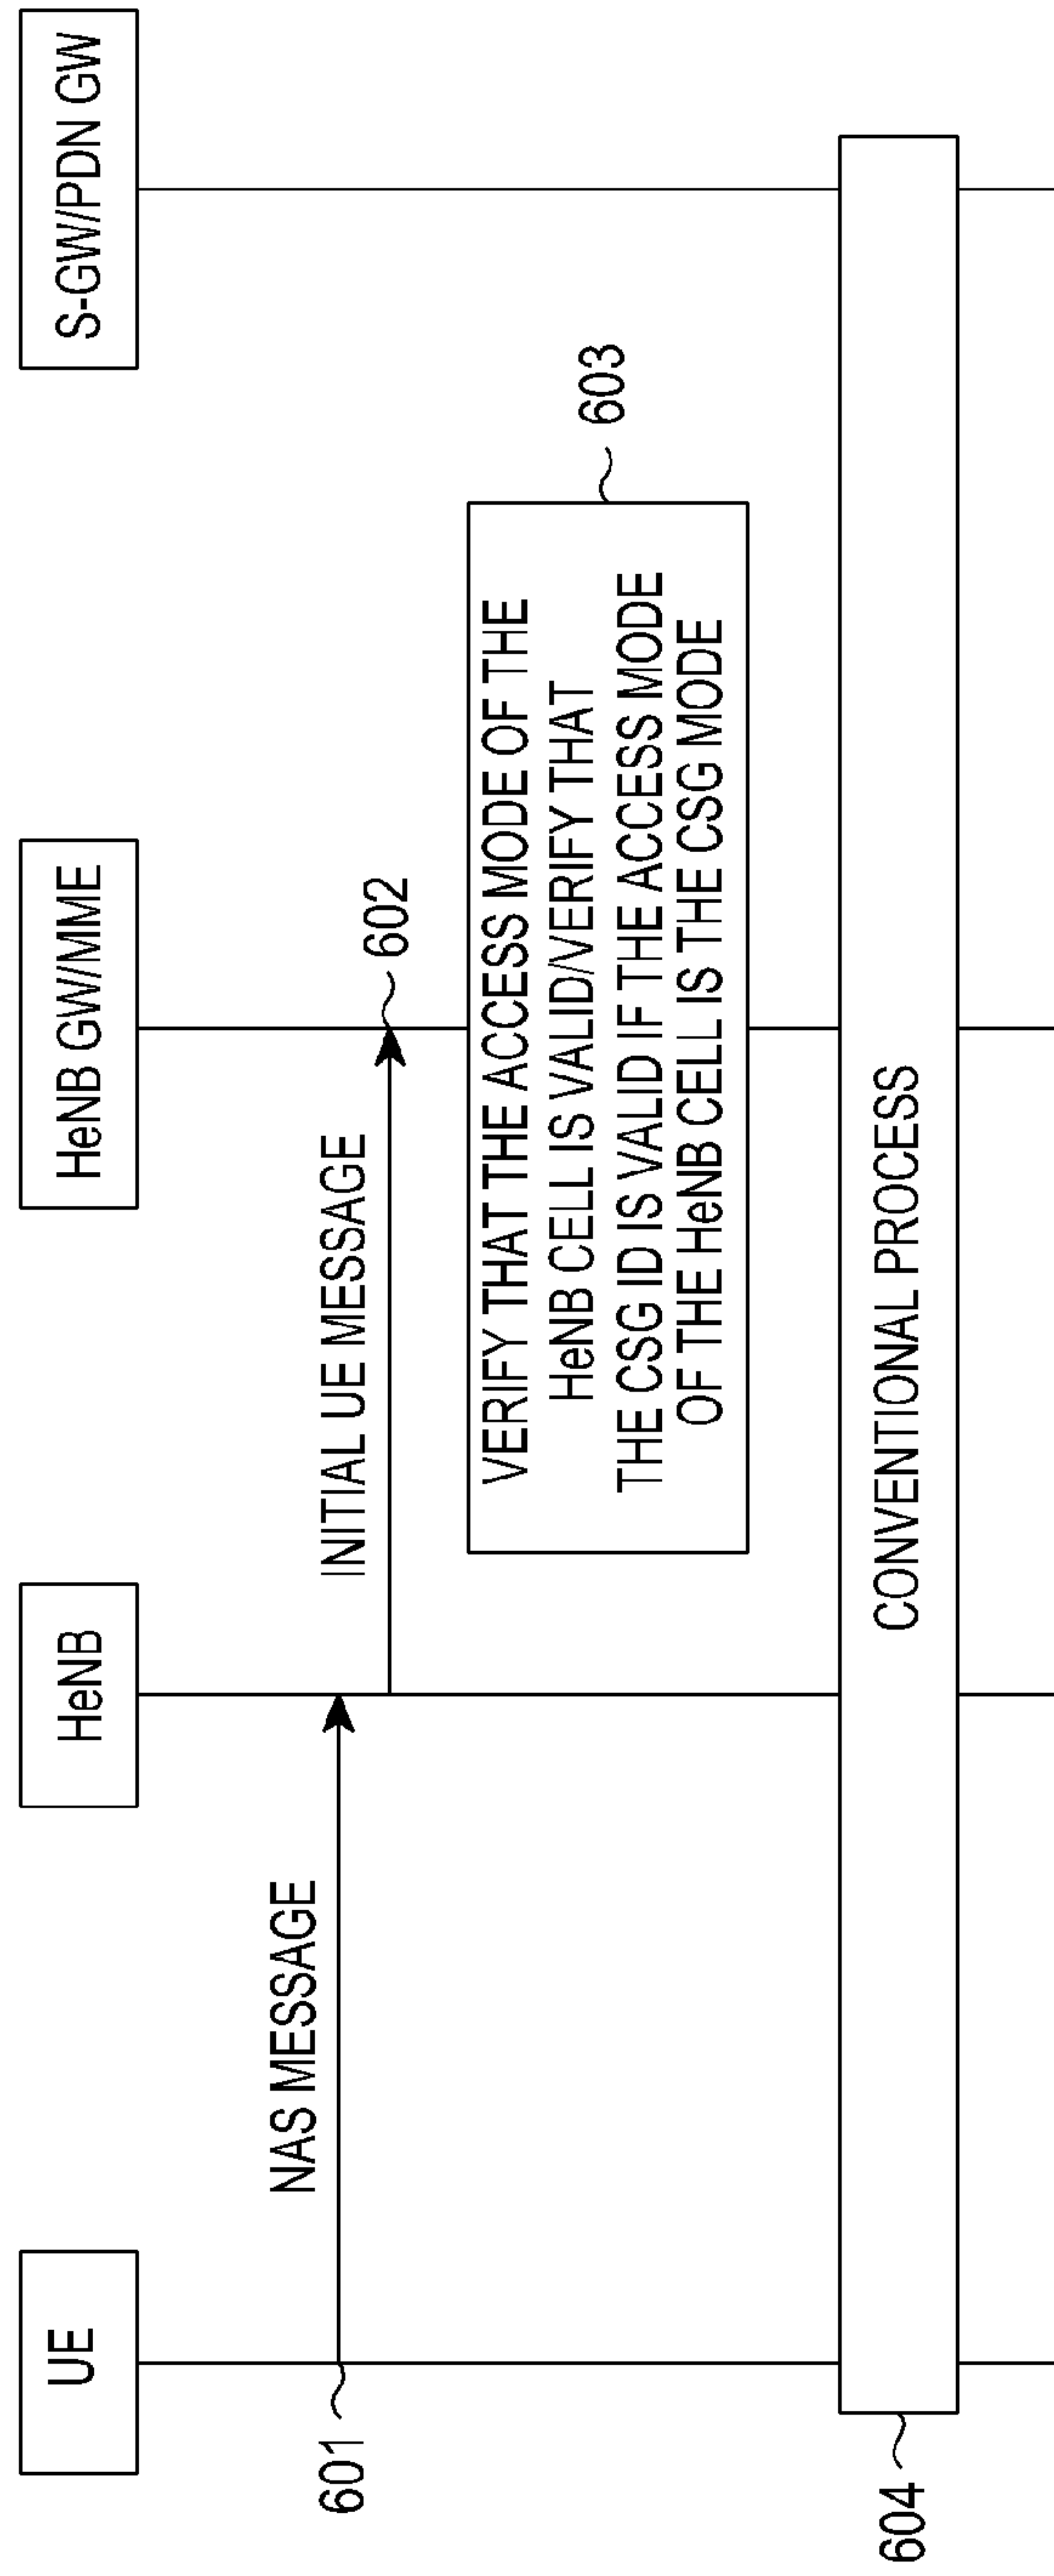 UE
HeNB
HeNB GW/MME
S-GW/PDN GW
NAS MESSAGE
601
INITIAL UE MESSAGE
602
VERIFY THAT THE ACCESS MODE OF THE
HeNB CELL IS VALID/VERIFY THAT
THE CSG ID IS VALID IF THE ACCESS MODE
OF THE HeNB CELL IS THE CSG MODE
603
604
CONVENTIONAL PROCESS